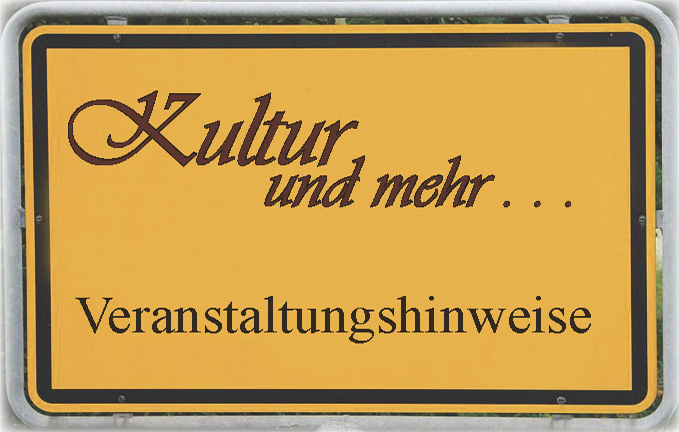 Kultur
und mehr . . .
Veranstaltungshinweise